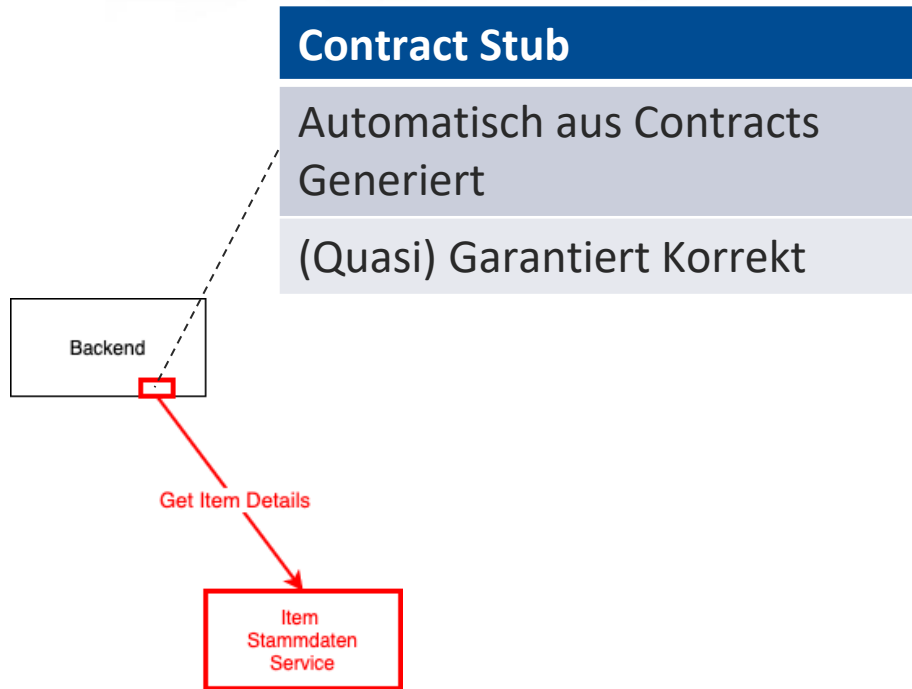 Contract Stub
Automatisch aus Contracts
Generiert
(Quasi) Garantiert Korrekt
Backend
Get Item Details
Item
Stammdaten
Service